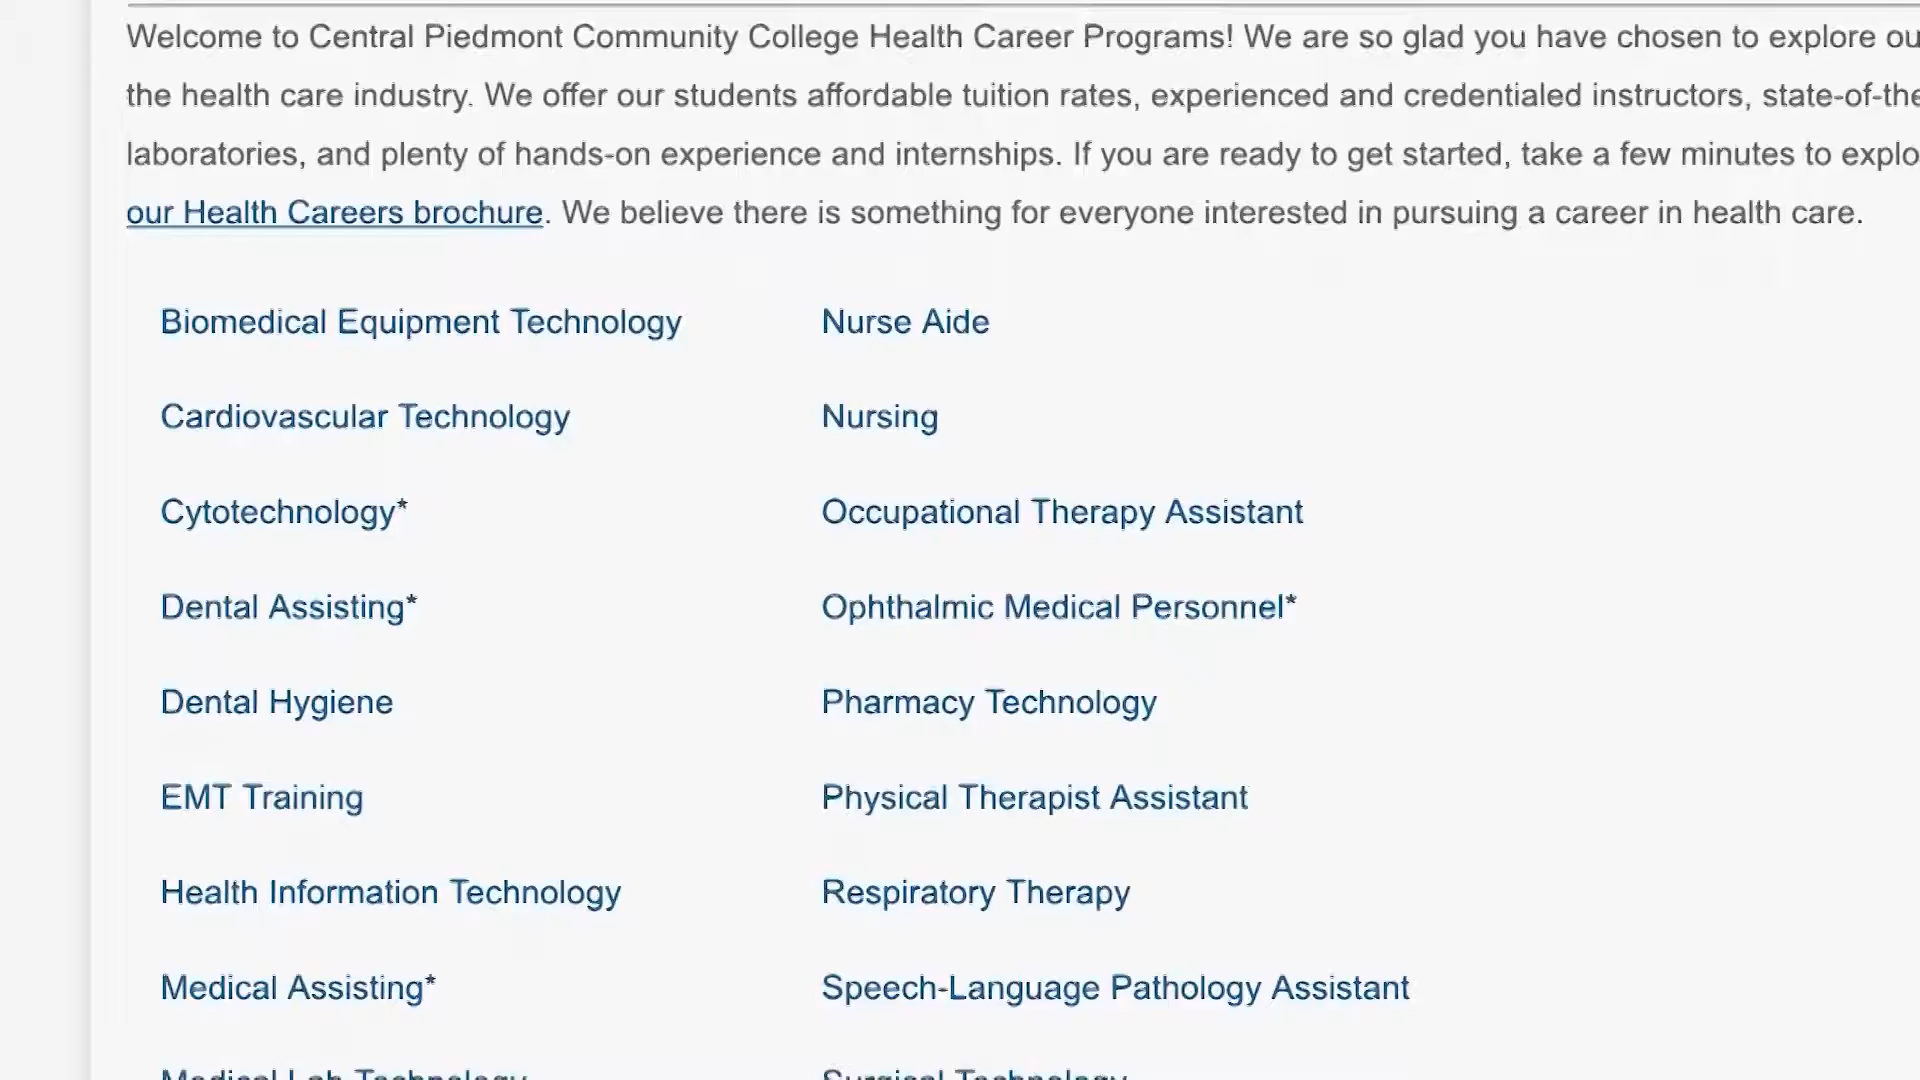 Welcome to Central Piedmont Community College Health Career Programs! We are so glad you have chosen to explore
the health care industry. We offer our students affordable tuition rates, experienced and credentialed instructors, state-of-the
laboratories, and plenty of hands-on experience and internships. If you are ready to get started, take a few minutes to
our Health Careers brochure. We believe there is something for everyone interested in pursuing a career in health care.
Biomedical Equipment Technology
Cardiovascular Technology
Cytotechnology*
Dental Assisting*
Dental Hygiene
EMT Training
Health Information Technology
Medical Assisting*
Medical Lab Technology
Nurse Aide
Nursing
Occupational Therapy Assistant
Ophthalmic Medical Personnel*
Pharmacy Technology
Physical Therapist Assistant
Respiratory Therapy
Speech-Language Pathology Assistant
Surgical Technology